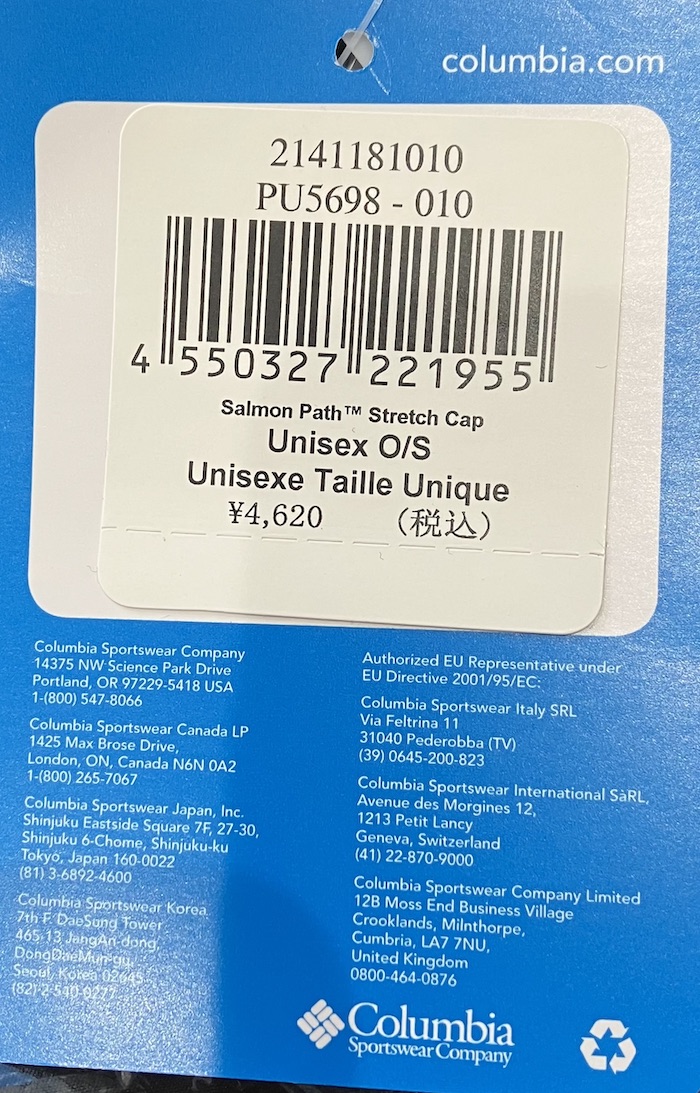 columbia.com
2141181010
PU5698 - 010
4 550327 221955
Salmon Path™ Stretch Cap
Unisex O/S
Unisexe Taille Unique
¥4,620 (税込)
Columbia Sportswear Company
14375 NW Science Park Drive
Portland, OR 97229-5418 USA
1-(800) 547-8066
Columbia Sportswear Canada LP
1425 Max Brose Drive,
London, ON, Canada N6N 0A2
1-(800) 265-7067
Columbia Sportswear Japan, Inc.
Shinjuku Eastside Square 7F, 27-30,
Shinjuku 6-Chome, Shinjuku-ku
Tokyo, Japan 160-0022
(81) 3-6892-4600
Columbia Sportswear Korea
7th F. DaeSung Tower
465-13 JangAn-dong,
DongDaeMun-gu,
Seoul, Korea 02645
(82) 2-540-0277
Authorized EU Representative under
EU Directive 2001/95/EC:
Columbia Sportswear Italy SRL
Via Feltrina 11
31040 Pederobba (TV)
(39) 0645-200-823
Columbia Sportswear International SàRL,
Avenue des Morgines 12,
1213 Petit Lancy
Geneva, Switzerland
(41) 22-870-9000
Columbia Sportswear Company Limited
12B Moss End Business Village
Crooklands, Milnthorpe,
Cumbria, LA7 7NU,
United Kingdom
0800-464-0876
Columbia
Sportswear Company